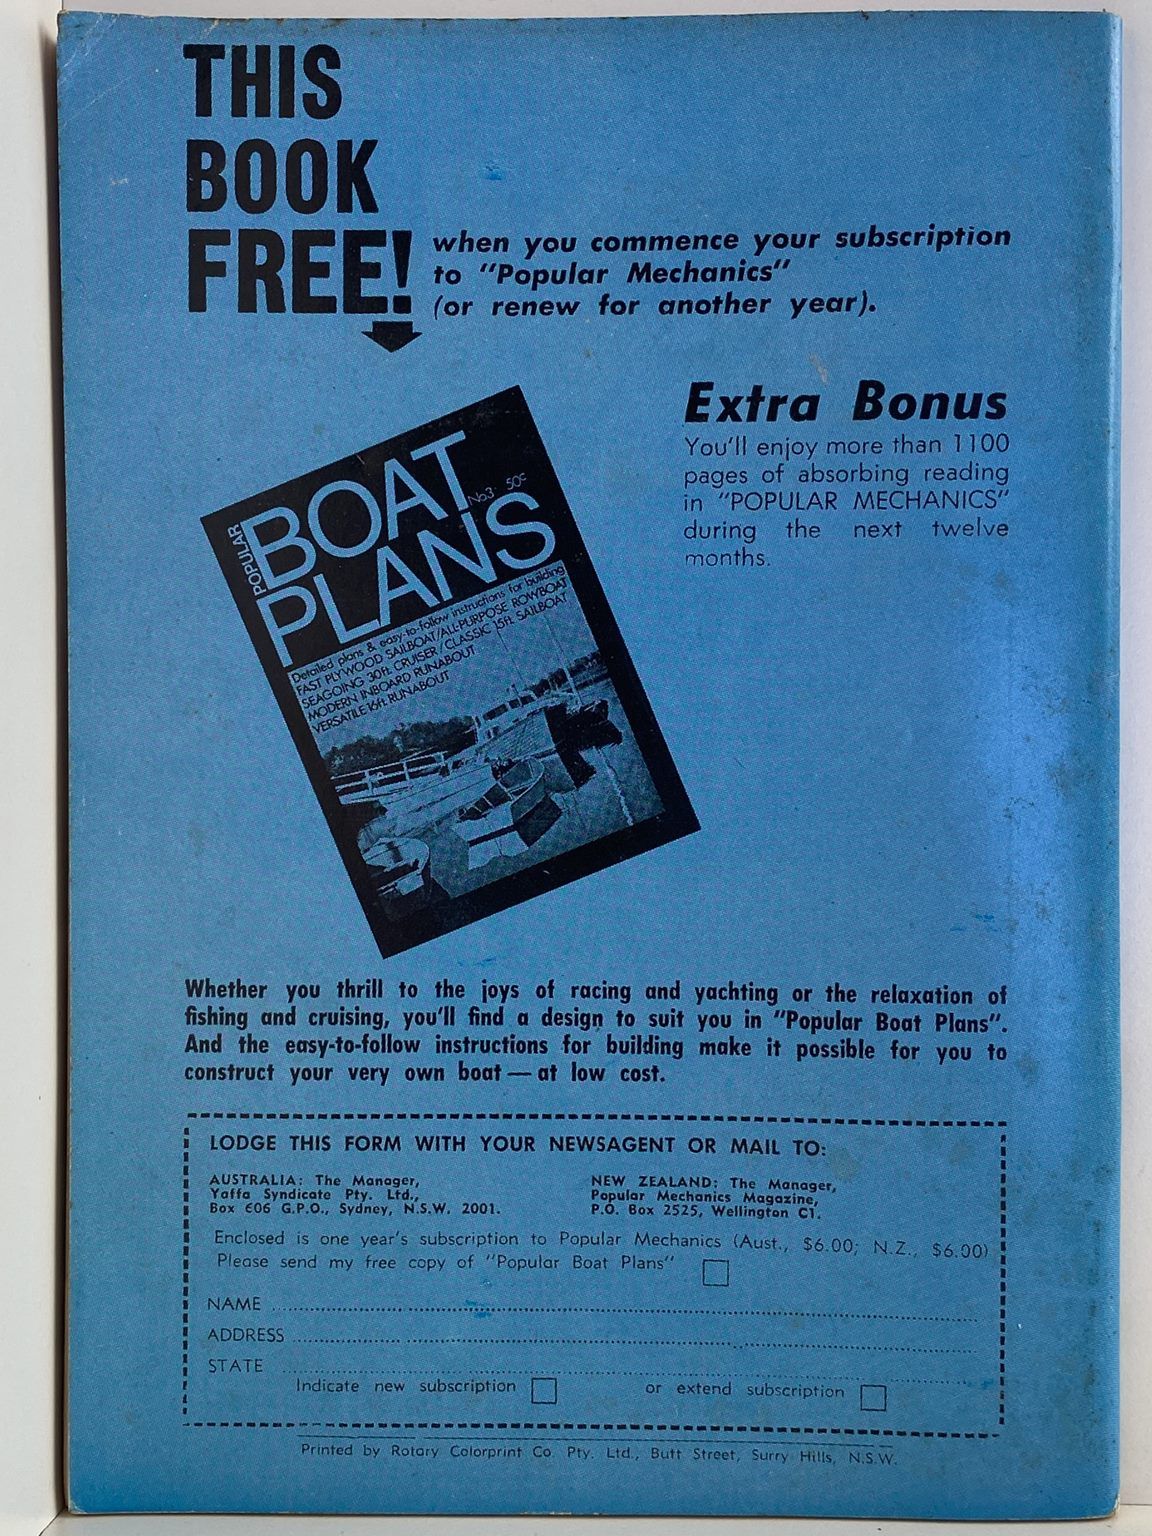 THIS
BOOK
FREE!
when you commence your subscription
to "Popular Mechanics"
(or renew for another year).
Extra Bonus
You'll enjoy more than 1100
pages of absorbing reading
in "POPULAR MECHANICS"
during the next twelve
months.
POPULAR
BOAT
No3 50c
PLANS
Detailed plans & easy-to-follow instructions for building
FAST PLYWOOD SAILBOAT/ALL-PURPOSE ROWBOAT
SEAGOING 30ft. CRUISER/CLASSIC 15ft. SAILBOAT
MODERN INBOARD RUNABOUT
VERSATILE 16ft. RUNABOUT
Whether you thrill to the joys of racing and yachting or the relaxation of
fishing and cruising, you'll find a design to suit you in "Popular Boat Plans".
And the easy-to-follow instructions for building make it possible for you to
construct your very own boat — at low cost.
LODGE THIS FORM WITH YOUR NEWSAGENT OR MAIL TO:
AUSTRALIA: The Manager,
Yaffa Syndicate Pty. Ltd.,
Box 606 G.P.O., Sydney, N.S.W. 2001.
NEW ZEALAND: The Manager,
Popular Mechanics Magazine,
P.O. Box 2525, Wellington C1.
Enclosed is one year's subscription to Popular Mechanics (Aust., $6.00; N.Z., $6.00)
Please send my free copy of "Popular Boat Plans"
NAME
ADDRESS
STATE
Indicate new subscription or extend subscription
Printed by Rotary Colorprint Co. Pty. Ltd., Butt Street, Surry Hills, N.S.W.